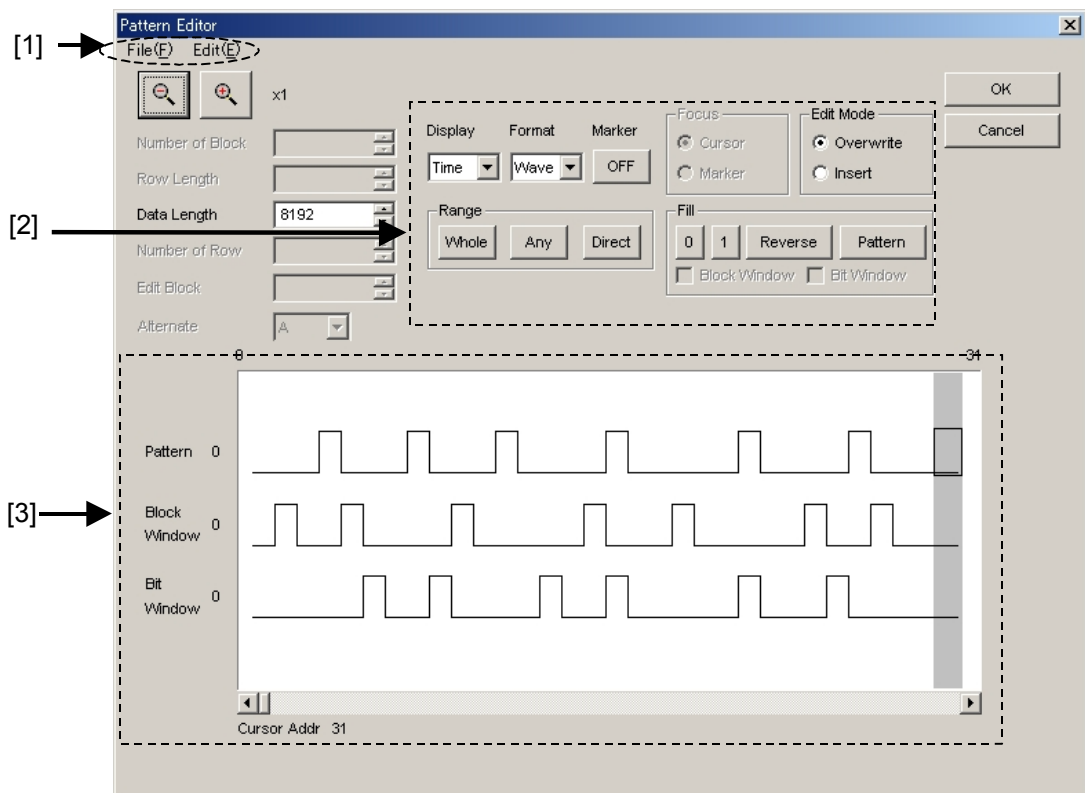 Pattern Editor
[1]
File(F) Edit(E)
x1
OK
Cancel
Number of Block
Row Length
Data Length 8192
Number of Row
Edit Block
Alternate A
[2]
Display Format Marker
Time Wave OFF
Focus
Cursor
Marker
Edit Mode
Overwrite
Insert
Range
Whole Any Direct
Fill
0 1 Reverse Pattern
Block Window Bit Window
0 31
Pattern 0
[3]
Block
Window 0
Bit
Window 0
Cursor Addr 31